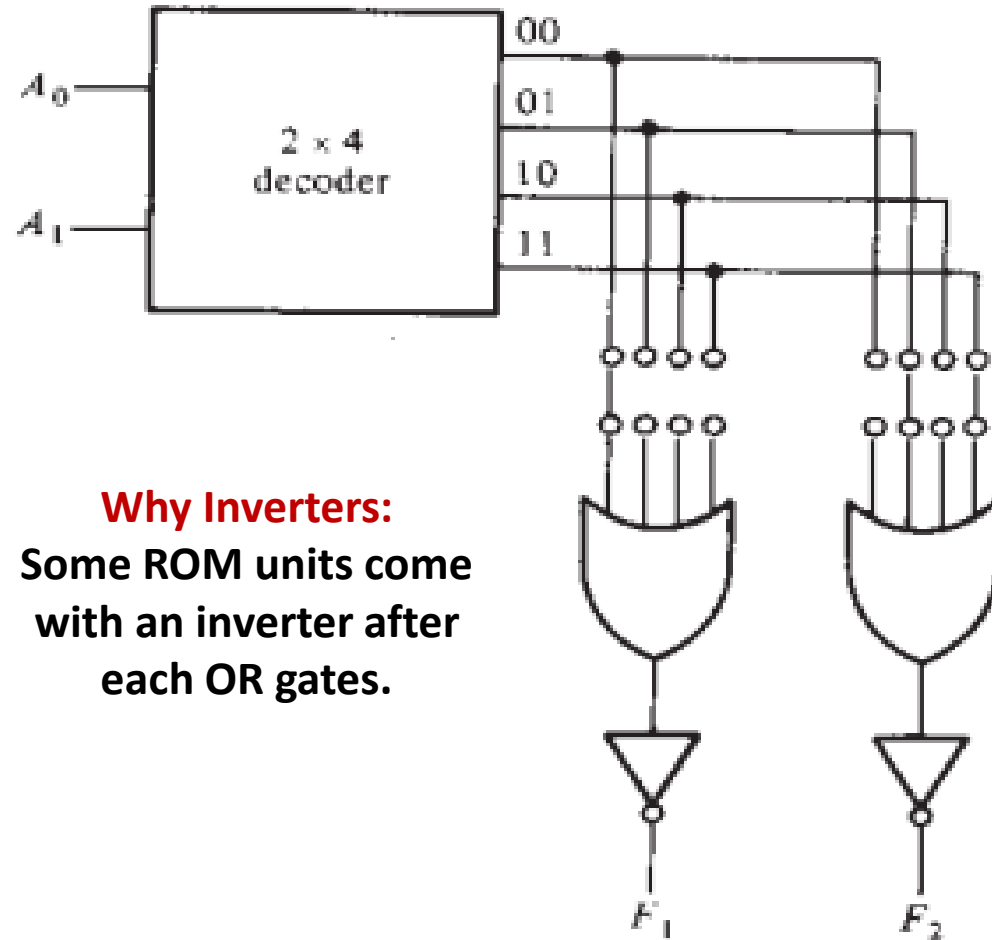 00
A0
01
2 × 4
decoder
10
A1
11
Why Inverters:
Some ROM units come
with an inverter after
each OR gates.
F1
F2